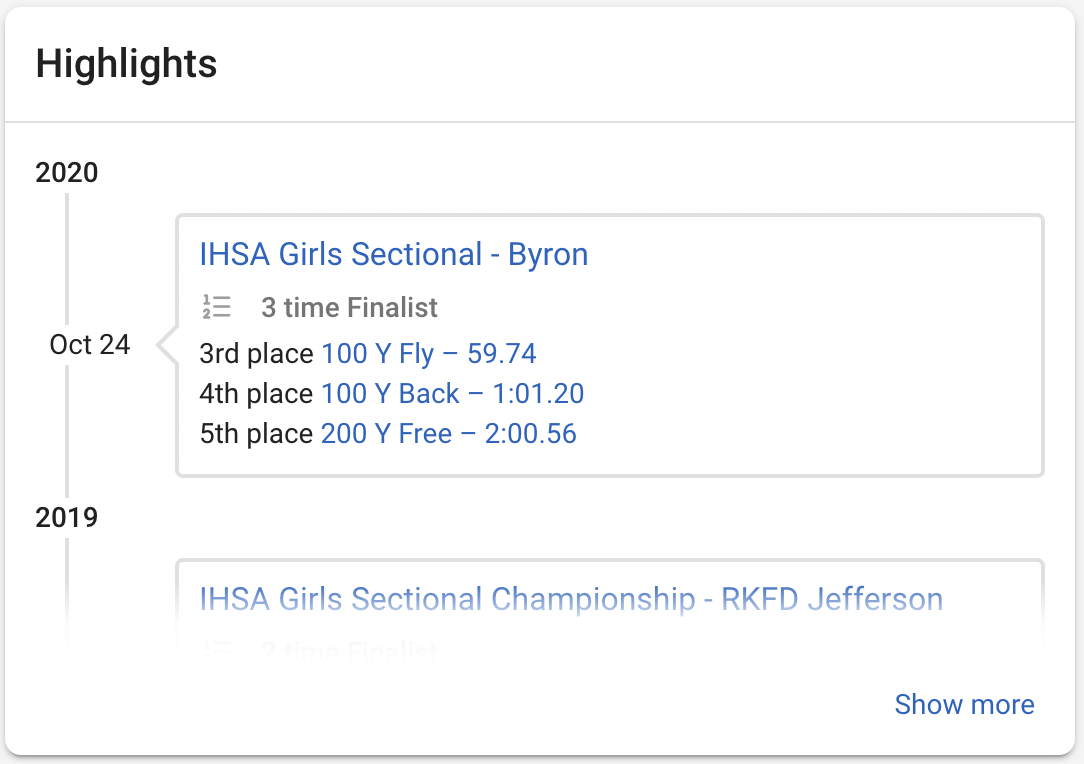 Highlights
2020
IHSA Girls Sectional - Byron
3 time Finalist
Oct 24
3rd place 100 Y Fly – 59.74
4th place 100 Y Back – 1:01.20
5th place 200 Y Free – 2:00.56
2019
IHSA Girls Sectional Championship - RKFD Jefferson
2 time Finalist
Show more